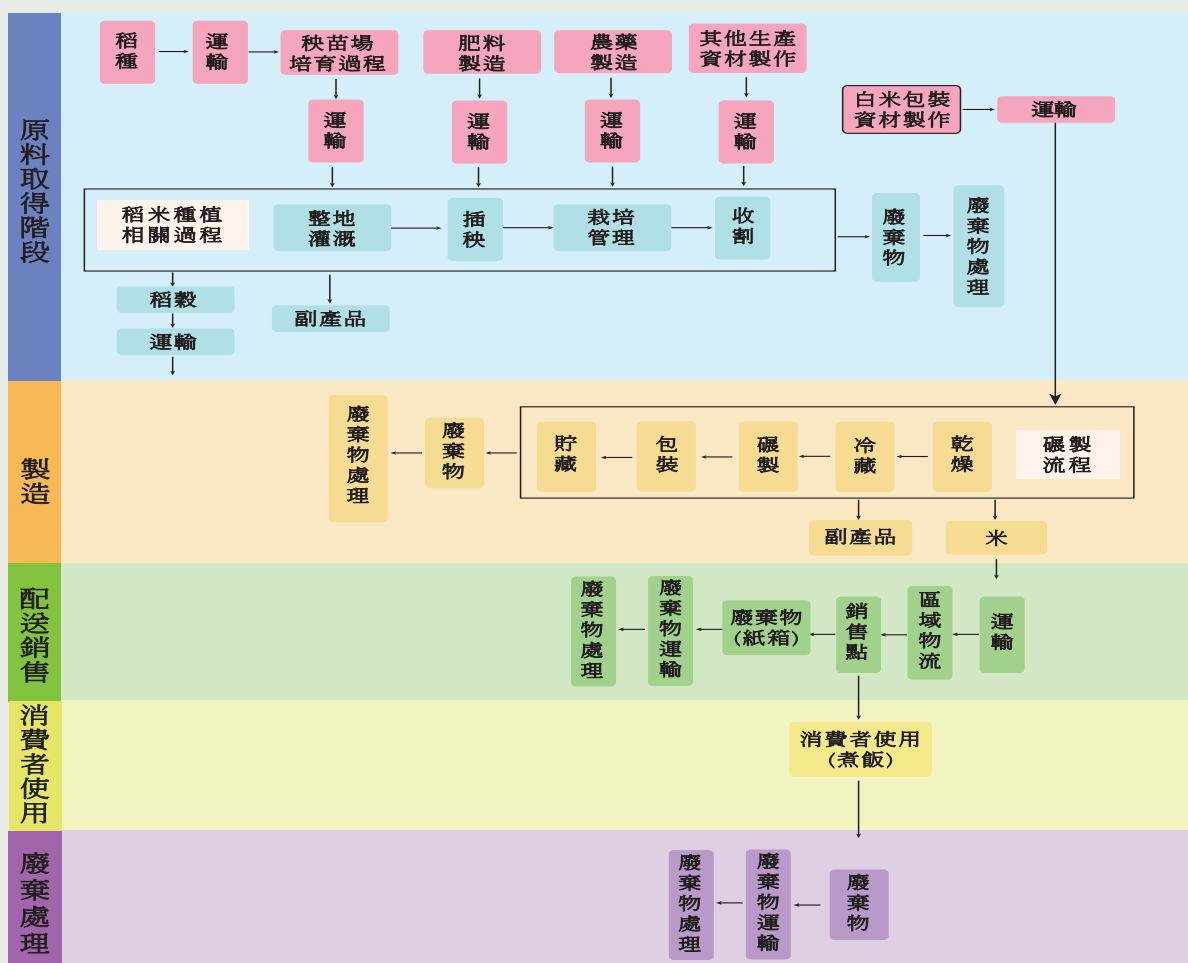 原料取得階段
稻種
運輸
秧苗場
培育過程
肥料
製造
農藥
製造
其他生產
資材製作
白米包裝
資材製作
運輸
運輸
運輸
運輸
運輸
稻米種植
相關過程
整地
灌溉
插秧
栽培
管理
收割
廢棄物
廢棄物處理
稻穀
副產品
運輸
製造
廢棄物處理
廢棄物
貯藏
包裝
碾製
冷藏
乾燥
碾製
流程
副產品
米
配送銷售
廢棄物處理
廢棄物運輸
廢棄物
(紙箱)
銷售點
區域物流
運輸
消費者使用
消費者使用
(煮飯)
廢棄處理
廢棄物處理
廢棄物運輸
廢棄物